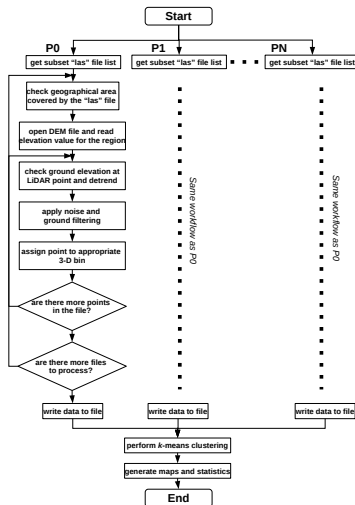 Start
P0
P1
PN
get subset “las” file list
get subset “las” file list
get subset “las” file list
check geographical area
covered by the “las” file
open DEM file and read
elevation value for the region
check ground elevation at
LiDAR point and detrend
apply noise and
ground filtering
assign point to appropriate
3-D bin
are there more points
in the file?
are there more files
to process?
Same workflow as P0
Same workflow as P0
write data to file
write data to file
write data to file
perform k-means clustering
generate maps and statistics
End